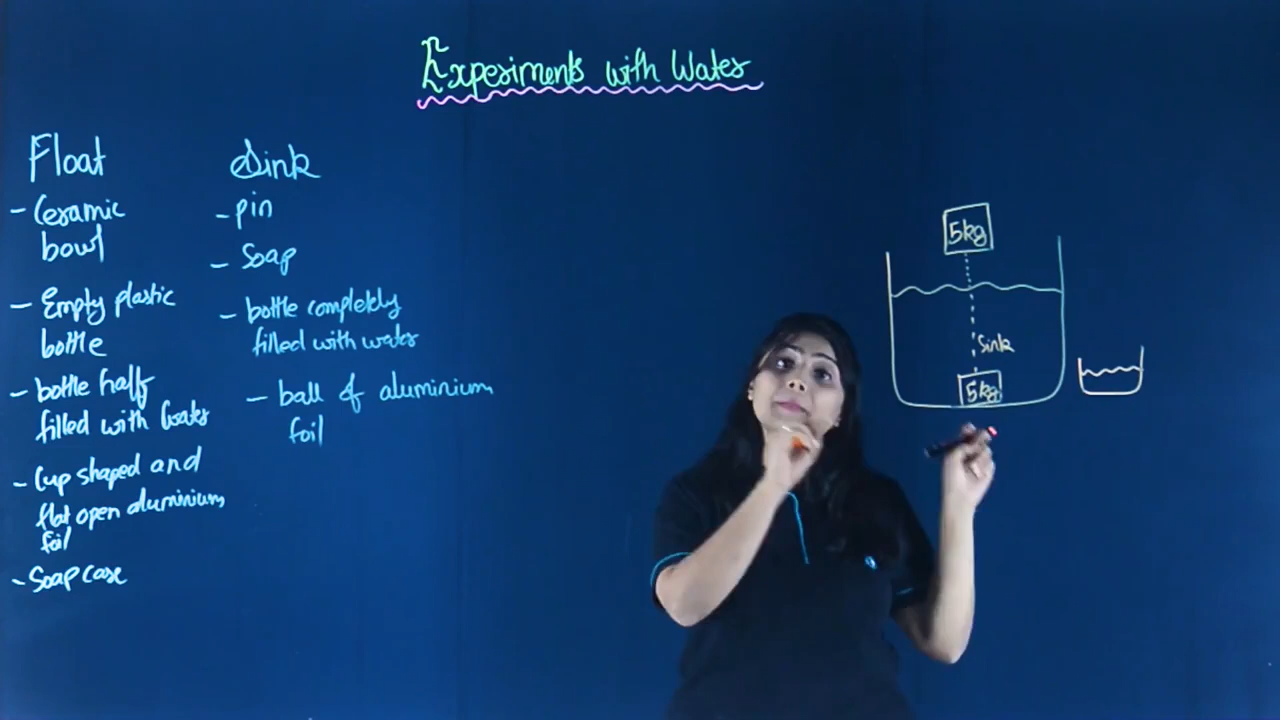 Experiments with Water
Float
- Ceramic
bowl
- Empty plastic
bottle
- bottle half
filled with Water
- Cup shaped and
flat open aluminium
foil
- Soap case
Sink
- pin
- Soap
- bottle completely
filled with water
- ball of aluminium
foil
5kg
Sink
5kg